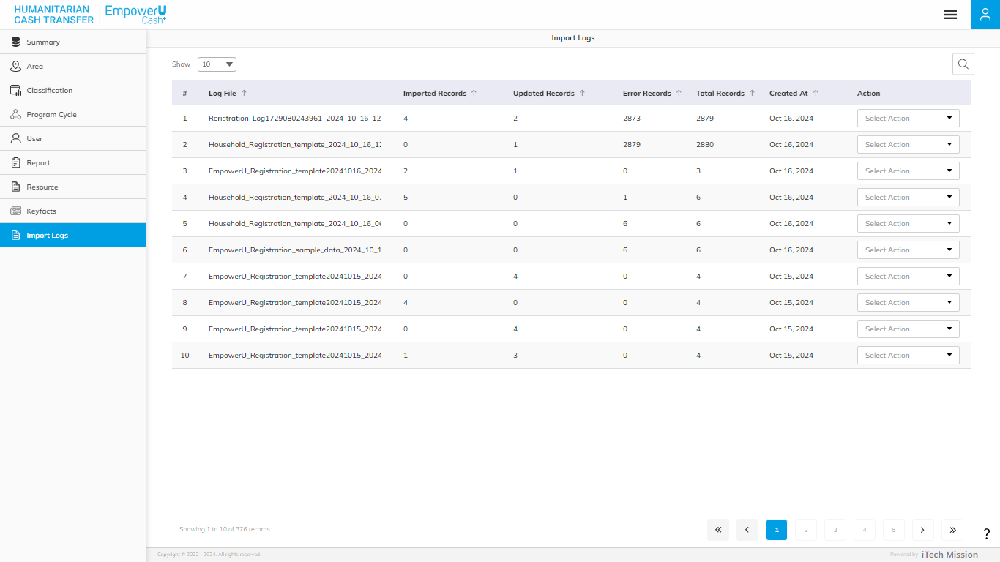 HUMANITARIAN
CASH TRANSFER
EmpowerU
Cash+
Summary
Area
Classification
Program Cycle
User
Report
Resource
Keyfacts
Import Logs
Import Logs
Show 10
# Log File Imported Records Updated Records Error Records Total Records Created At Action
1 Reristration_Log1729080243961_2024_10_16_12 4 2 2873 2879 Oct 16, 2024 Select Action
2 Household_Registration_template_2024_10_16_12 0 1 2879 2880 Oct 16, 2024 Select Action
3 EmpowerU_Registration_template20241016_2024 2 1 0 3 Oct 16, 2024 Select Action
4 Household_Registration_template_2024_10_16_07 5 0 1 6 Oct 16, 2024 Select Action
5 Household_Registration_template_2024_10_16_06 0 0 6 6 Oct 16, 2024 Select Action
6 EmpowerU_Registration_sample_data_2024_10_1 0 0 6 6 Oct 16, 2024 Select Action
7 EmpowerU_Registration_template20241015_2024 0 4 0 4 Oct 15, 2024 Select Action
8 EmpowerU_Registration_template20241015_2024 4 0 0 4 Oct 15, 2024 Select Action
9 EmpowerU_Registration_template20241015_2024 0 4 0 4 Oct 15, 2024 Select Action
10 EmpowerU_Registration_template20241015_2024 1 3 0 4 Oct 15, 2024 Select Action
Showing 1 to 10 of 376 records
« ‹ 1 2 3 4 5 › »
?
Copyright © 2022 - 2024. All rights reserved.
Powered by iTech Mission